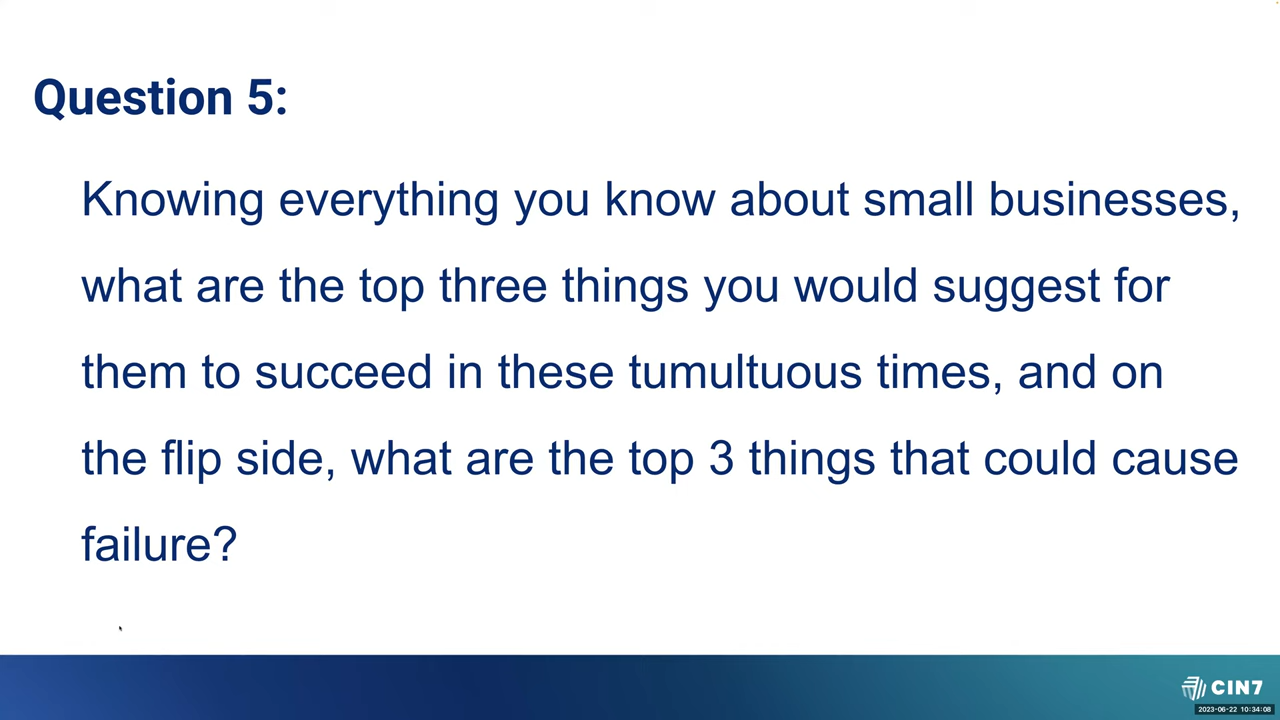 Question 5:
Knowing everything you know about small businesses,
what are the top three things you would suggest for
them to succeed in these tumultuous times, and on
the flip side, what are the top 3 things that could cause
failure?
CIN7
2023-06-22 10:34:08